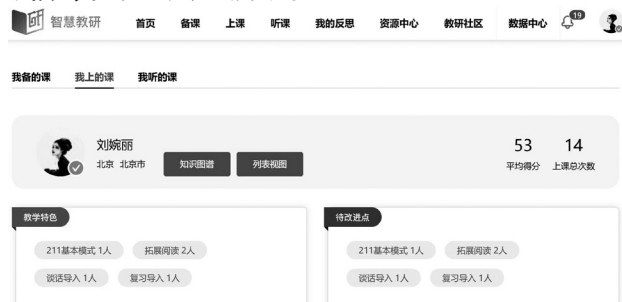 研 智慧教研 首页 备课 上课 听课 我的反思 资源中心 教研社区 数据中心 19
我备的课 我上的课 我听的课
刘婉丽
北京 北京市 知识图谱 列表视图
53 14
平均得分 上课总次数
教学特色 待改进点
211基本模式 1人 拓展阅读 2人 211基本模式 1人 拓展阅读 2人
谈话导入 1人 复习导入 1人 谈话导入 1人 复习导入 1人